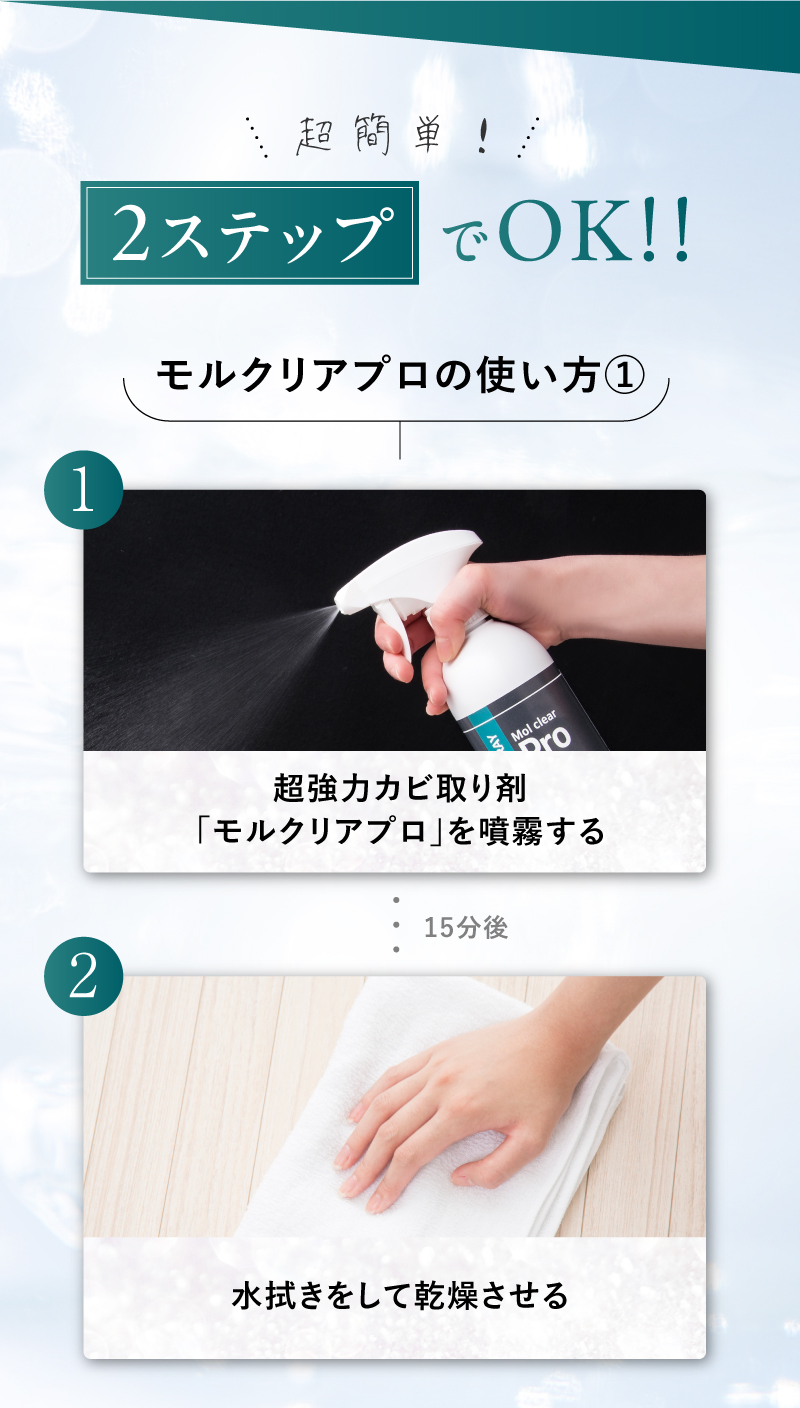 超簡単!
2ステップでOK!!
モルクリアプロの使い方①
1
Mol clear
Pro
超強力カビ取り剤
「モルクリアプロ」を噴霧する
15分後
2
水拭きをして乾燥させる